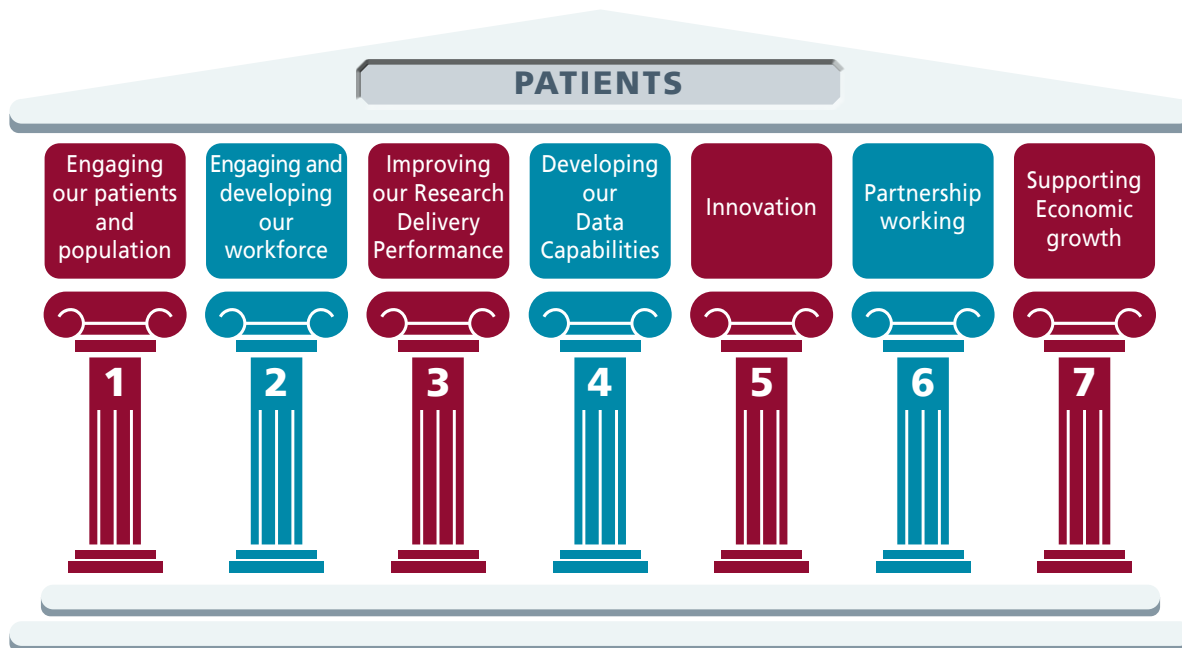 PATIENTS
Engaging
our patients
and
population
Engaging and
developing
our
workforce
Improving
our Research
Delivery
Performance
Developing
our
Data
Capabilities
Innovation
Partnership
working
Supporting
Economic
growth
1
2
3
4
5
6
7